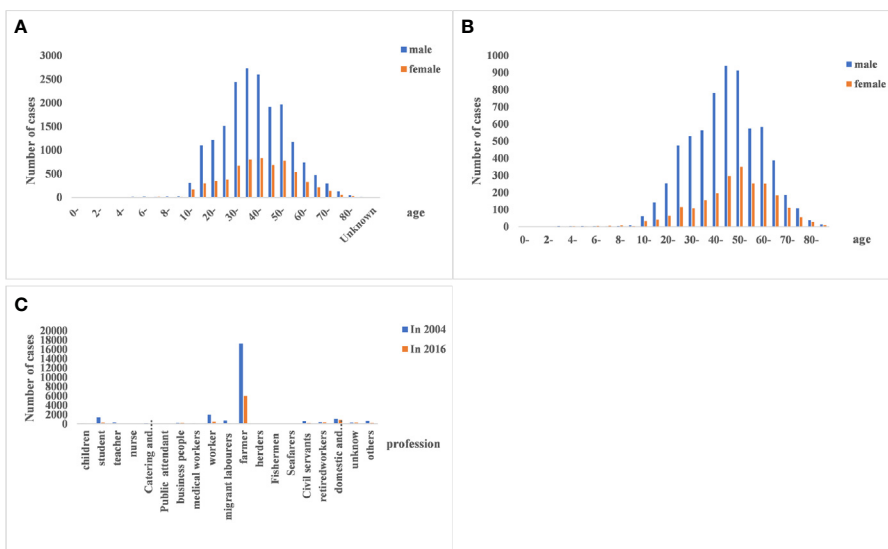 A
male
female
Number of cases
3000
2500
2000
1500
1000
500
0
0- 2- 4- 6- 8- 10- 20- 30- 40- 50- 60- 70- 80- Unknown
age
B
male
female
Number of cases
1000
900
800
700
600
500
400
300
200
100
0
0- 2- 4- 6- 8- 10- 20- 30- 40- 50- 60- 70- 80-
age
C
In 2004
In 2016
Number of cases
20000
18000
16000
14000
12000
10000
8000
6000
4000
2000
0
children
student
teacher
nurse
Catering and...
Public attendant
business people
medical workers
worker
migrant labourers
farmer
herders
Fishermen
Seafarers
Civil servants
retiredworkers
domestic and...
unknow
others
profession